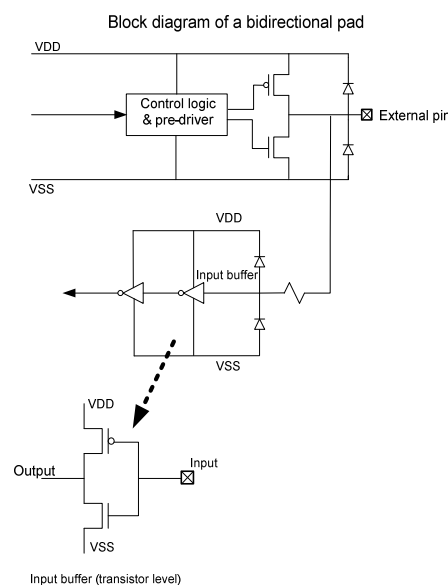 Block diagram of a bidirectional pad
VDD
Control logic
& pre-driver
External pin
VSS
VDD
Input buffer
VSS
VDD
Output
Input
VSS
Input buffer (transistor level)